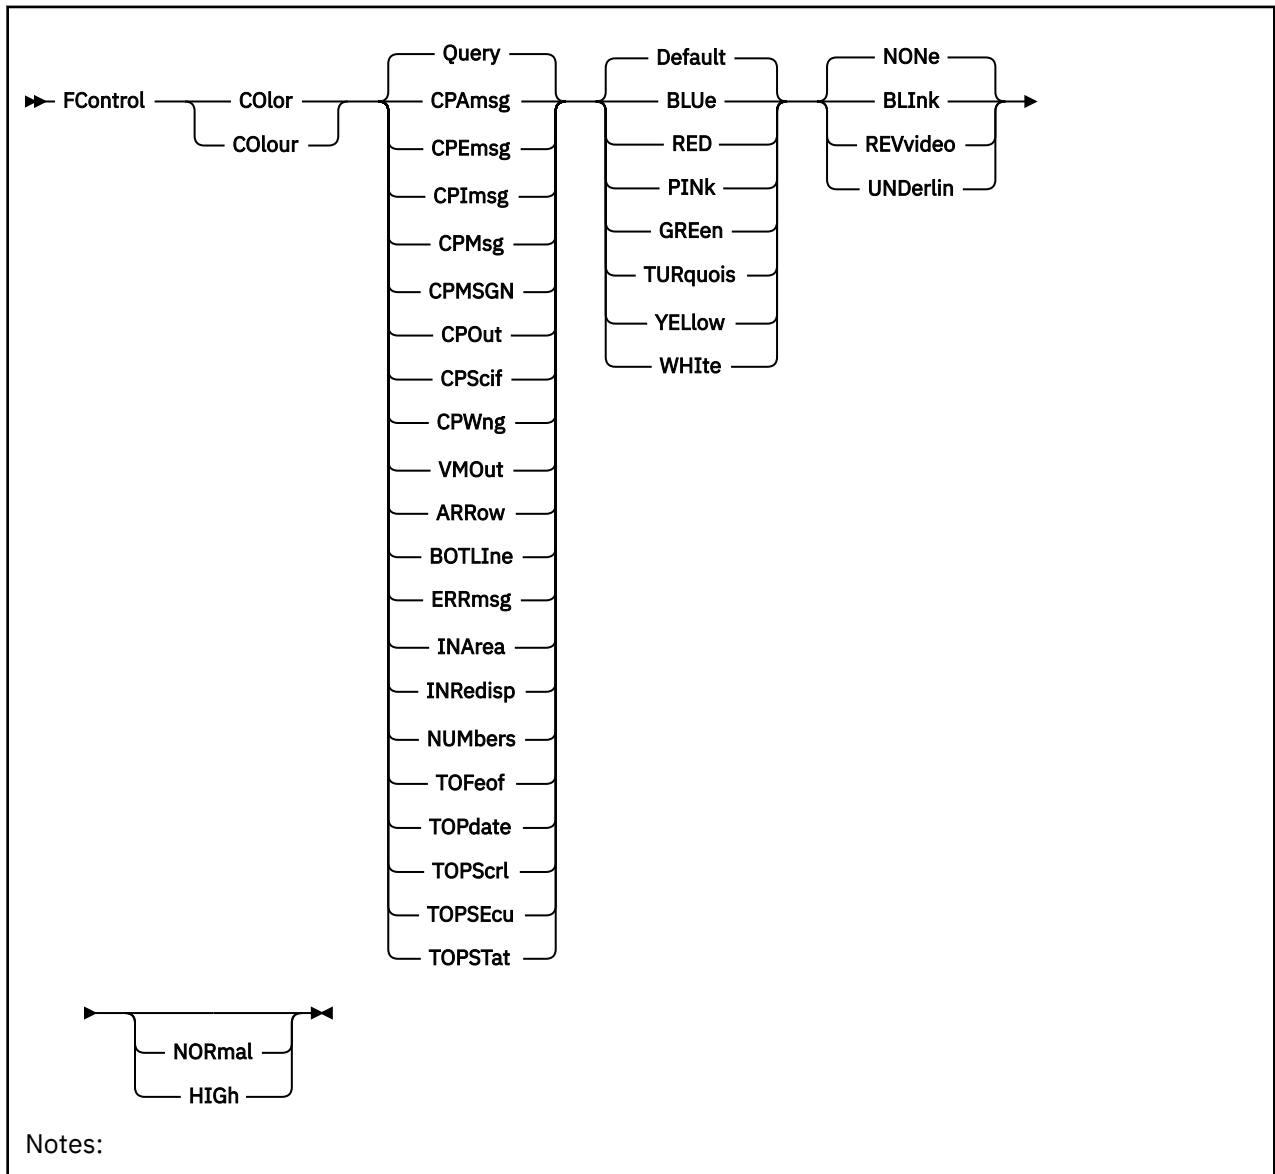 FControl
COlor
COlour
Query
CPAmsg
CPEmsg
CPImsg
CPMsg
CPMSGN
CPOut
CPScif
CPWng
VMOut
ARRow
BOTLIne
ERRmsg
INArea
INRedisp
NUMbers
TOFeof
TOPdate
TOPScrl
TOPSEcu
TOPSTat
Default
BLUe
RED
PINk
GREen
TURquois
YELlow
WHIte
NONe
BLInk
REVvideo
UNDerlin
NORmal
HIGh
Notes: